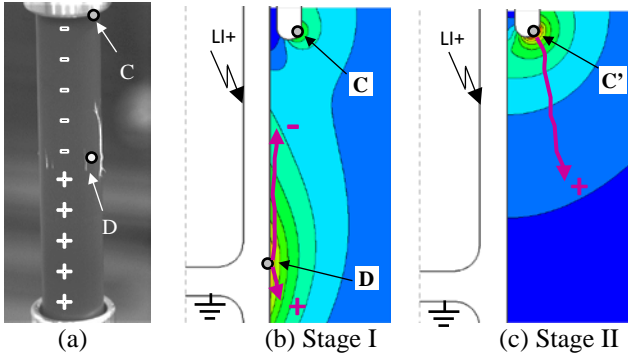 LI+
LI+
C
C
C'
D
D
(a)
(b) Stage I
(c) Stage II